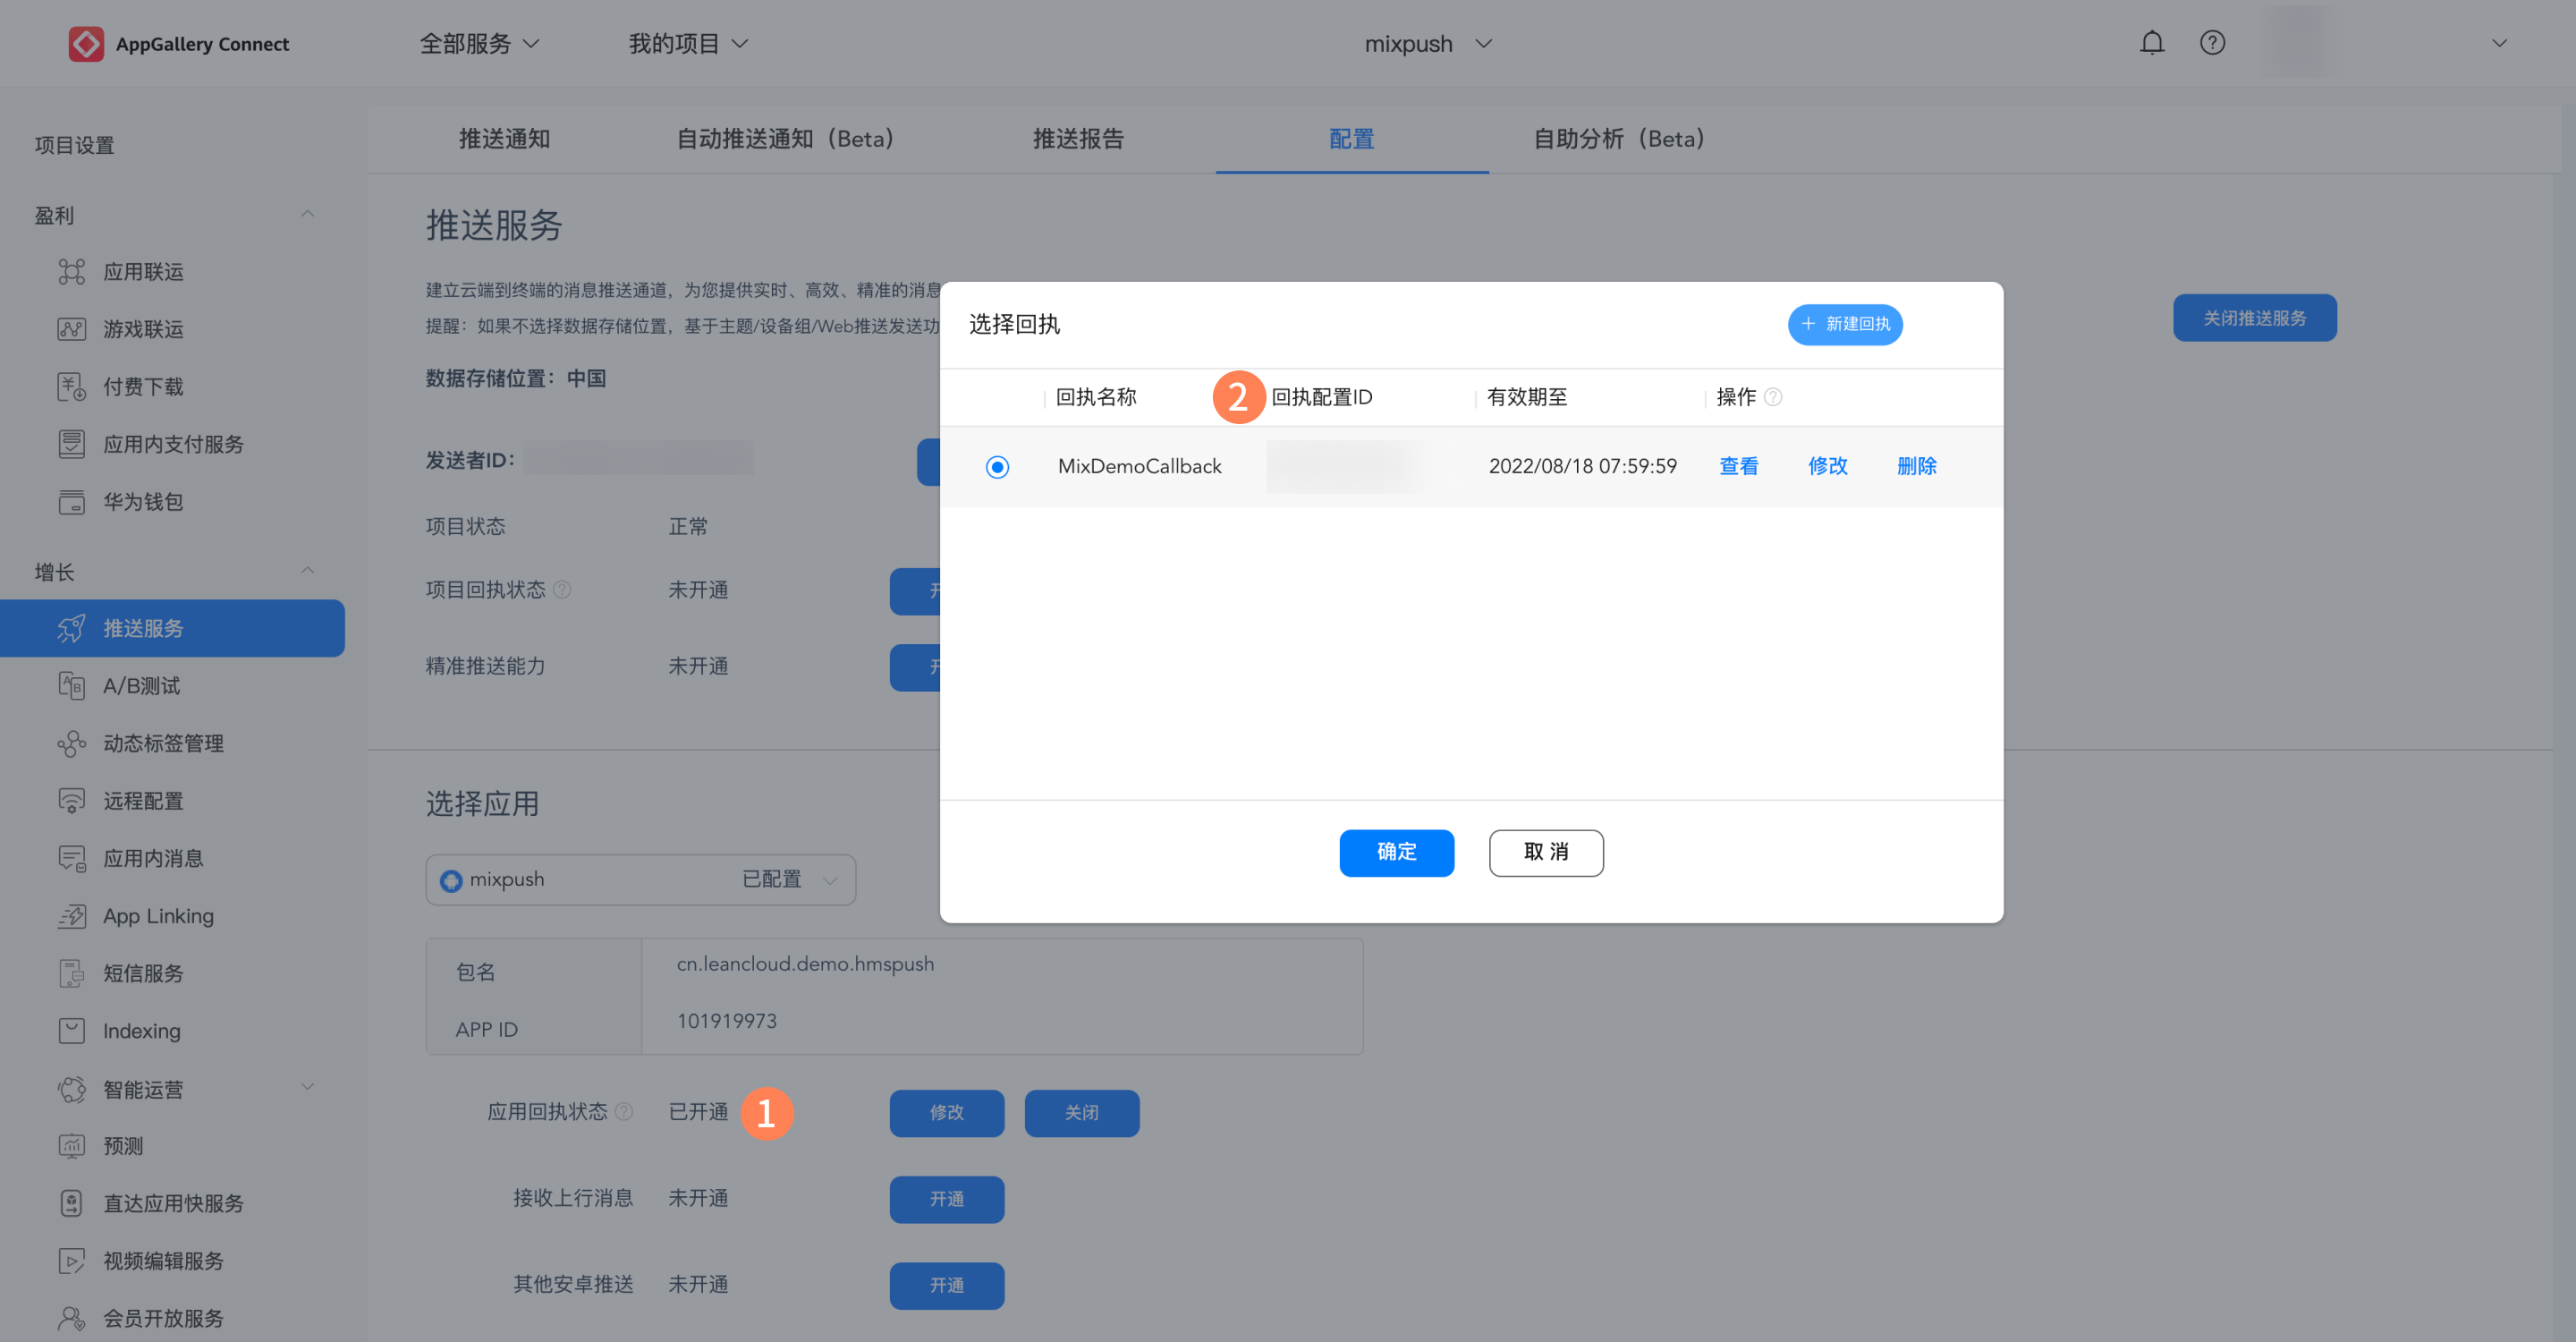 AppGallery Connect
全部服务
我的项目
mixpush
项目设置
盈利
应用联运
游戏联运
付费下载
应用内支付服务
华为钱包
增长
推送服务
A/B测试
动态标签管理
远程配置
应用内消息
App Linking
短信服务
Indexing
智能运营
预测
直达应用快服务
视频编辑服务
会员开放服务
推送通知 自动推送通知（Beta） 推送报告 配置 自助分析（Beta）
推送服务
建立云端到终端的消息推送通道，为您提供实时、高效、精准的消息
提醒：如果不选择数据存储位置，基于主题/设备组/Web推送发送功
关闭推送服务
数据存储位置：中国
发送者ID：
项目状态 正常
项目回执状态 未开通
精准推送能力 未开通
选择应用
mixpush 已配置
包名 cn.leancloud.demo.hmspush
APP ID 101919973
应用回执状态 已开通 1 修改 关闭
接收上行消息 未开通 开通
其他安卓推送 未开通 开通
选择回执
+ 新建回执
回执名称 2 回执配置ID 有效期至 操作
MixDemoCallback 2022/08/18 07:59:59 查看 修改 删除
确定 取 消